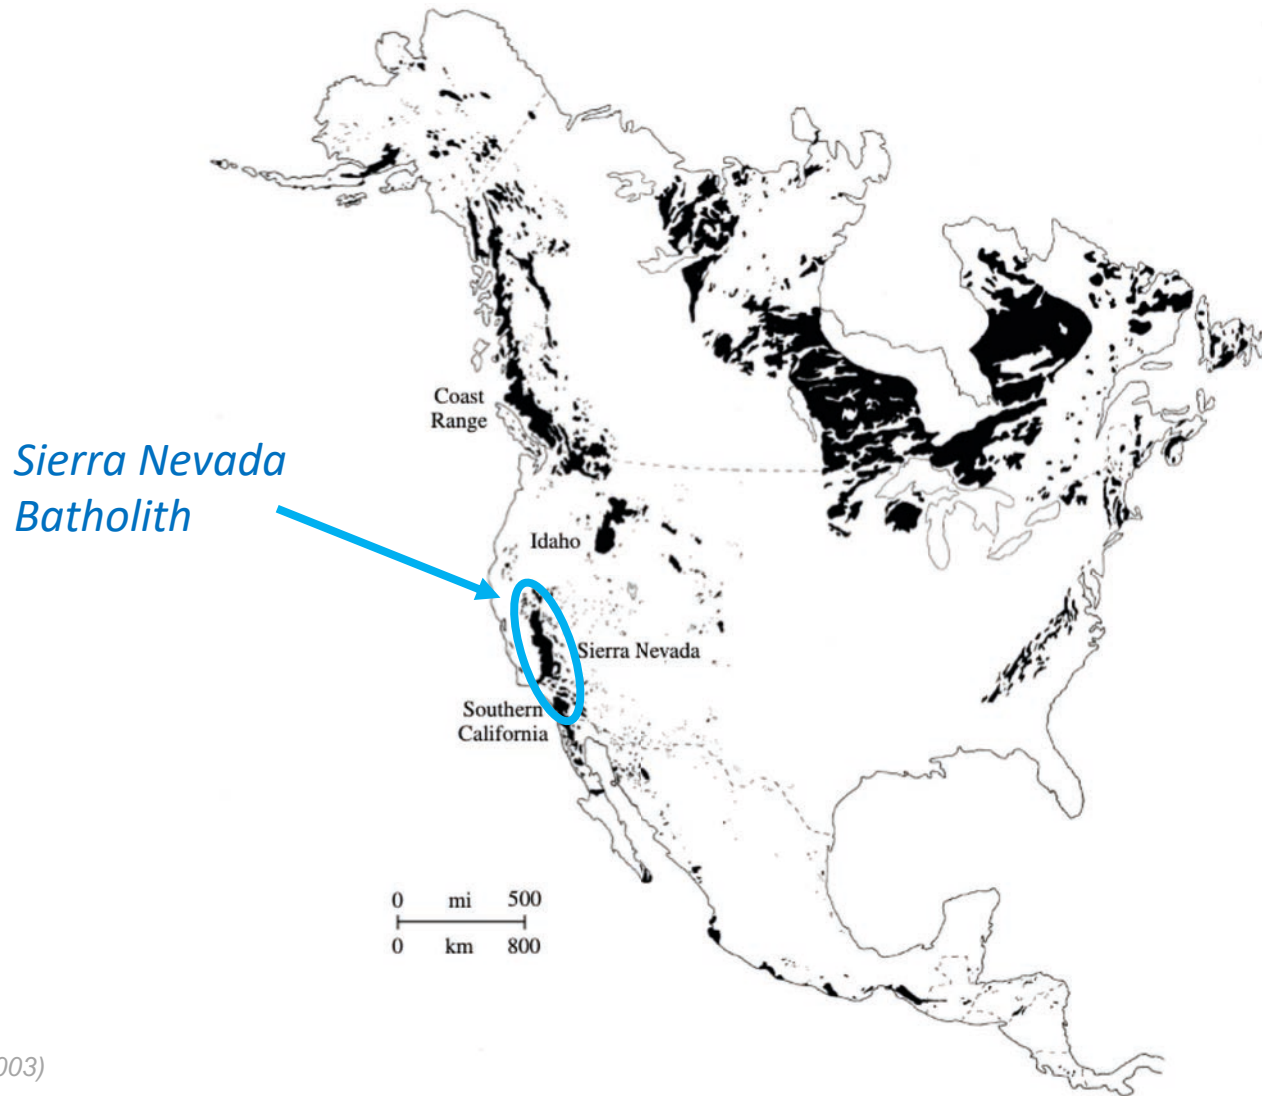 Coast
Range
Sierra Nevada
Batholith
Idaho
Sierra Nevada
Southern
California
0 mi 500
0 km 800
003)